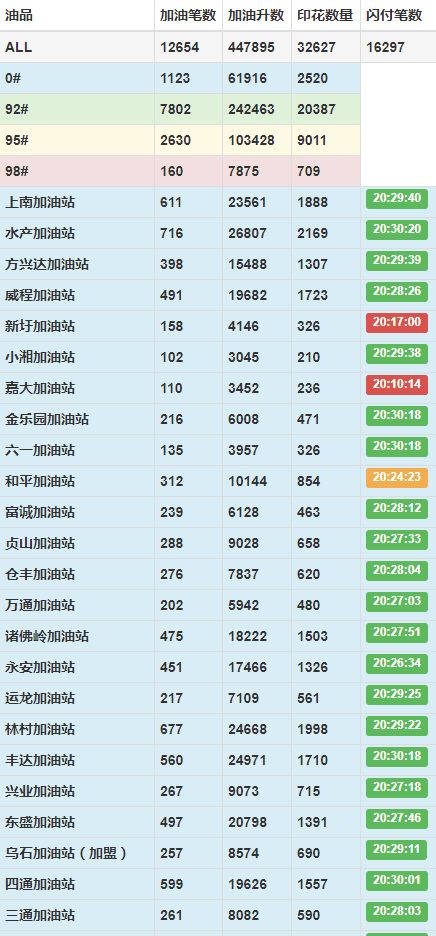 油品 加油笔数 加油升数 印花数量 闪付笔数
ALL 12654 447895 32627 16297
0# 1123 61916 2520
92# 7802 242463 20387
95# 2630 103428 9011
98# 160 7875 709
上南加油站 611 23561 1888 20:29:40
水产加油站 716 26807 2169 20:30:20
方兴达加油站 398 15488 1307 20:29:39
威程加油站 491 19682 1723 20:28:26
新圩加油站 158 4146 326 20:17:00
小湘加油站 102 3045 210 20:29:38
嘉大加油站 110 3452 236 20:10:14
金乐园加油站 216 6008 471 20:30:18
六一加油站 135 3957 326 20:30:18
和平加油站 312 10144 854 20:24:23
富诚加油站 239 6128 463 20:28:12
贞山加油站 288 9028 658 20:27:33
仓丰加油站 276 7837 620 20:28:04
万通加油站 202 5942 480 20:27:03
诸佛岭加油站 475 18222 1503 20:27:51
永安加油站 451 17466 1326 20:26:34
运龙加油站 217 7109 561 20:29:25
林村加油站 677 24668 1998 20:29:22
丰达加油站 560 24971 1710 20:30:18
兴业加油站 267 9073 715 20:27:18
东盛加油站 497 20798 1391 20:27:46
乌石加油站（加盟） 257 8574 690 20:29:11
四通加油站 599 19626 1557 20:30:01
三通加油站 261 8082 590 20:28:03